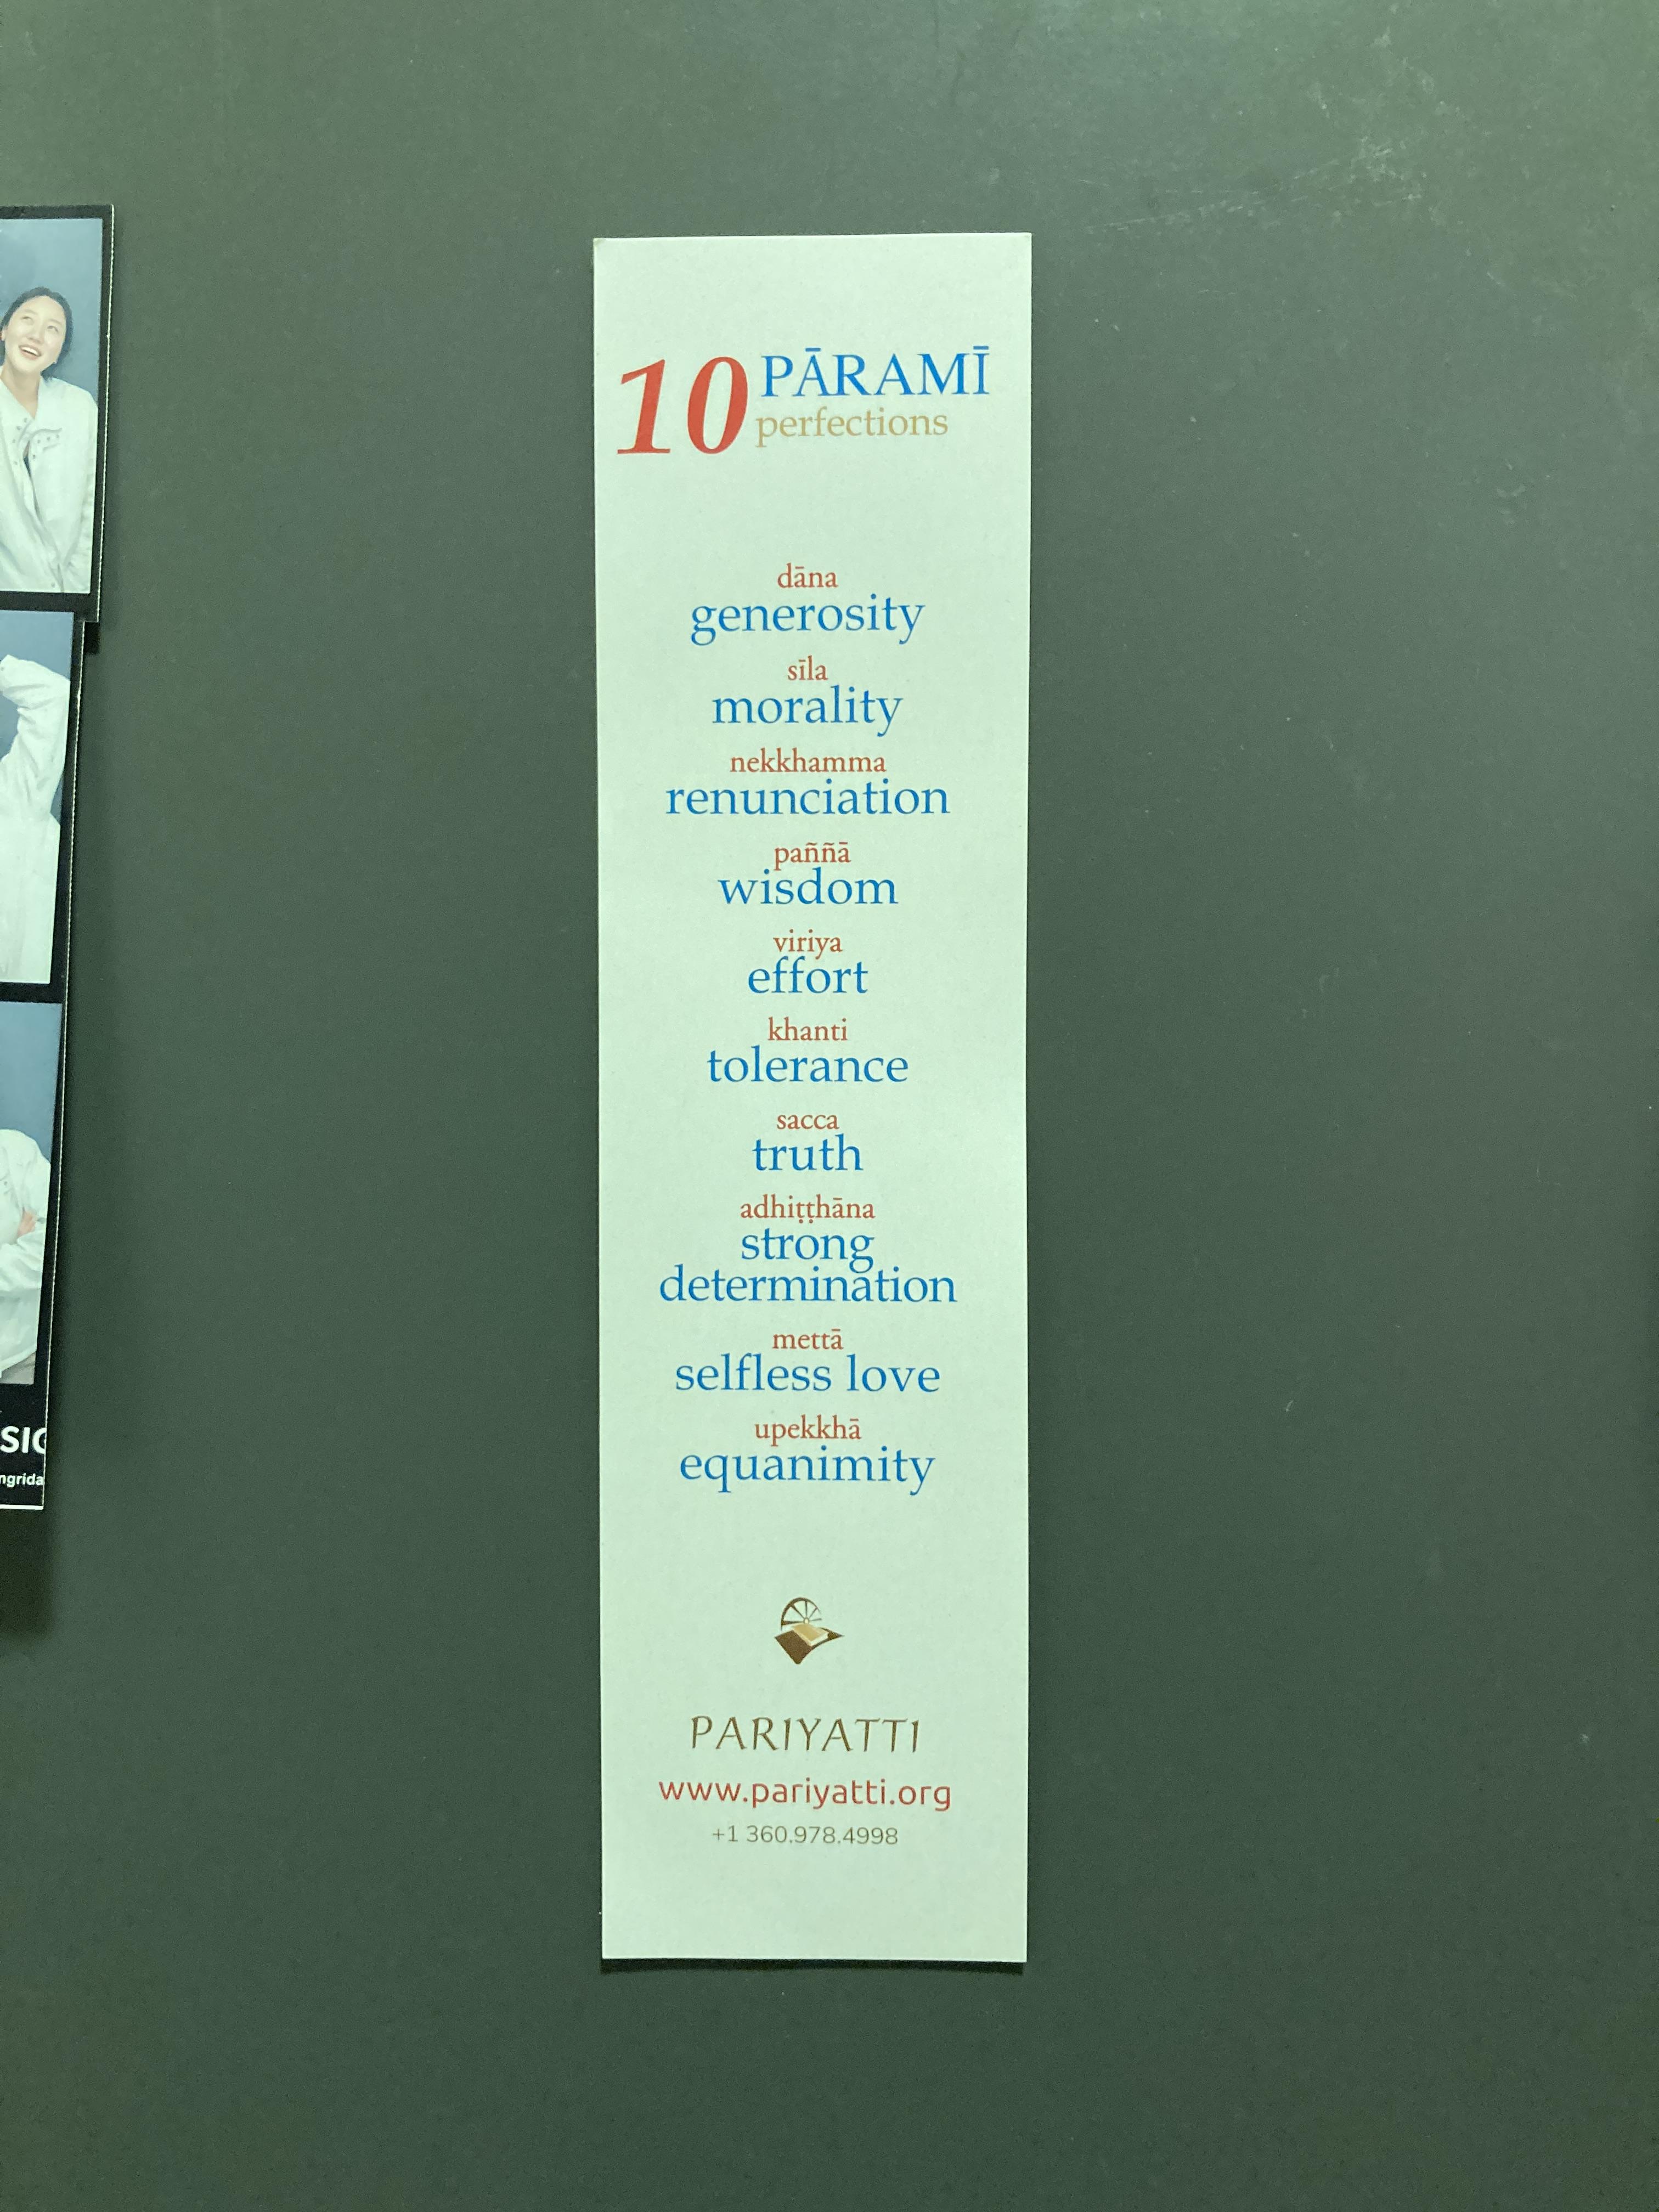 10 PĀRAMĪ
perfections
dāna
generosity
sīla
morality
nekkhamma
renunciation
paññā
wisdom
viriya
effort
khanti
tolerance
sacca
truth
adhiṭṭhāna
strong
determination
mettā
selfless love
upekkhā
equanimity
PARIYATTI
www.pariyatti.org
+1 360.978.4998